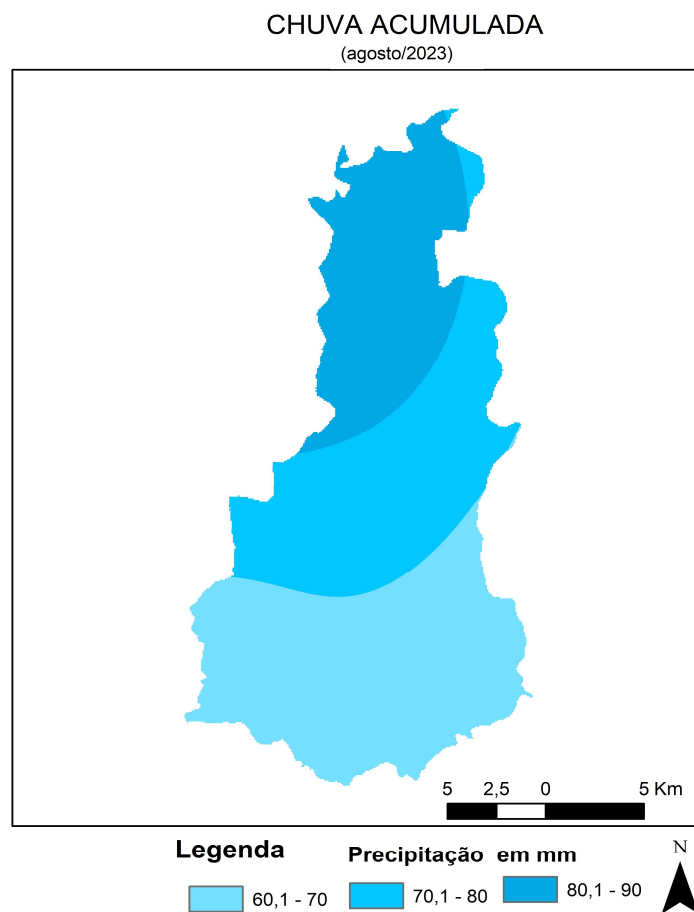 CHUVA ACUMULADA
(agosto/2023)
5 2,5 0 5 Km
Legenda
Precipitação em mm
N
60,1 - 70
70,1 - 80
80,1 - 90